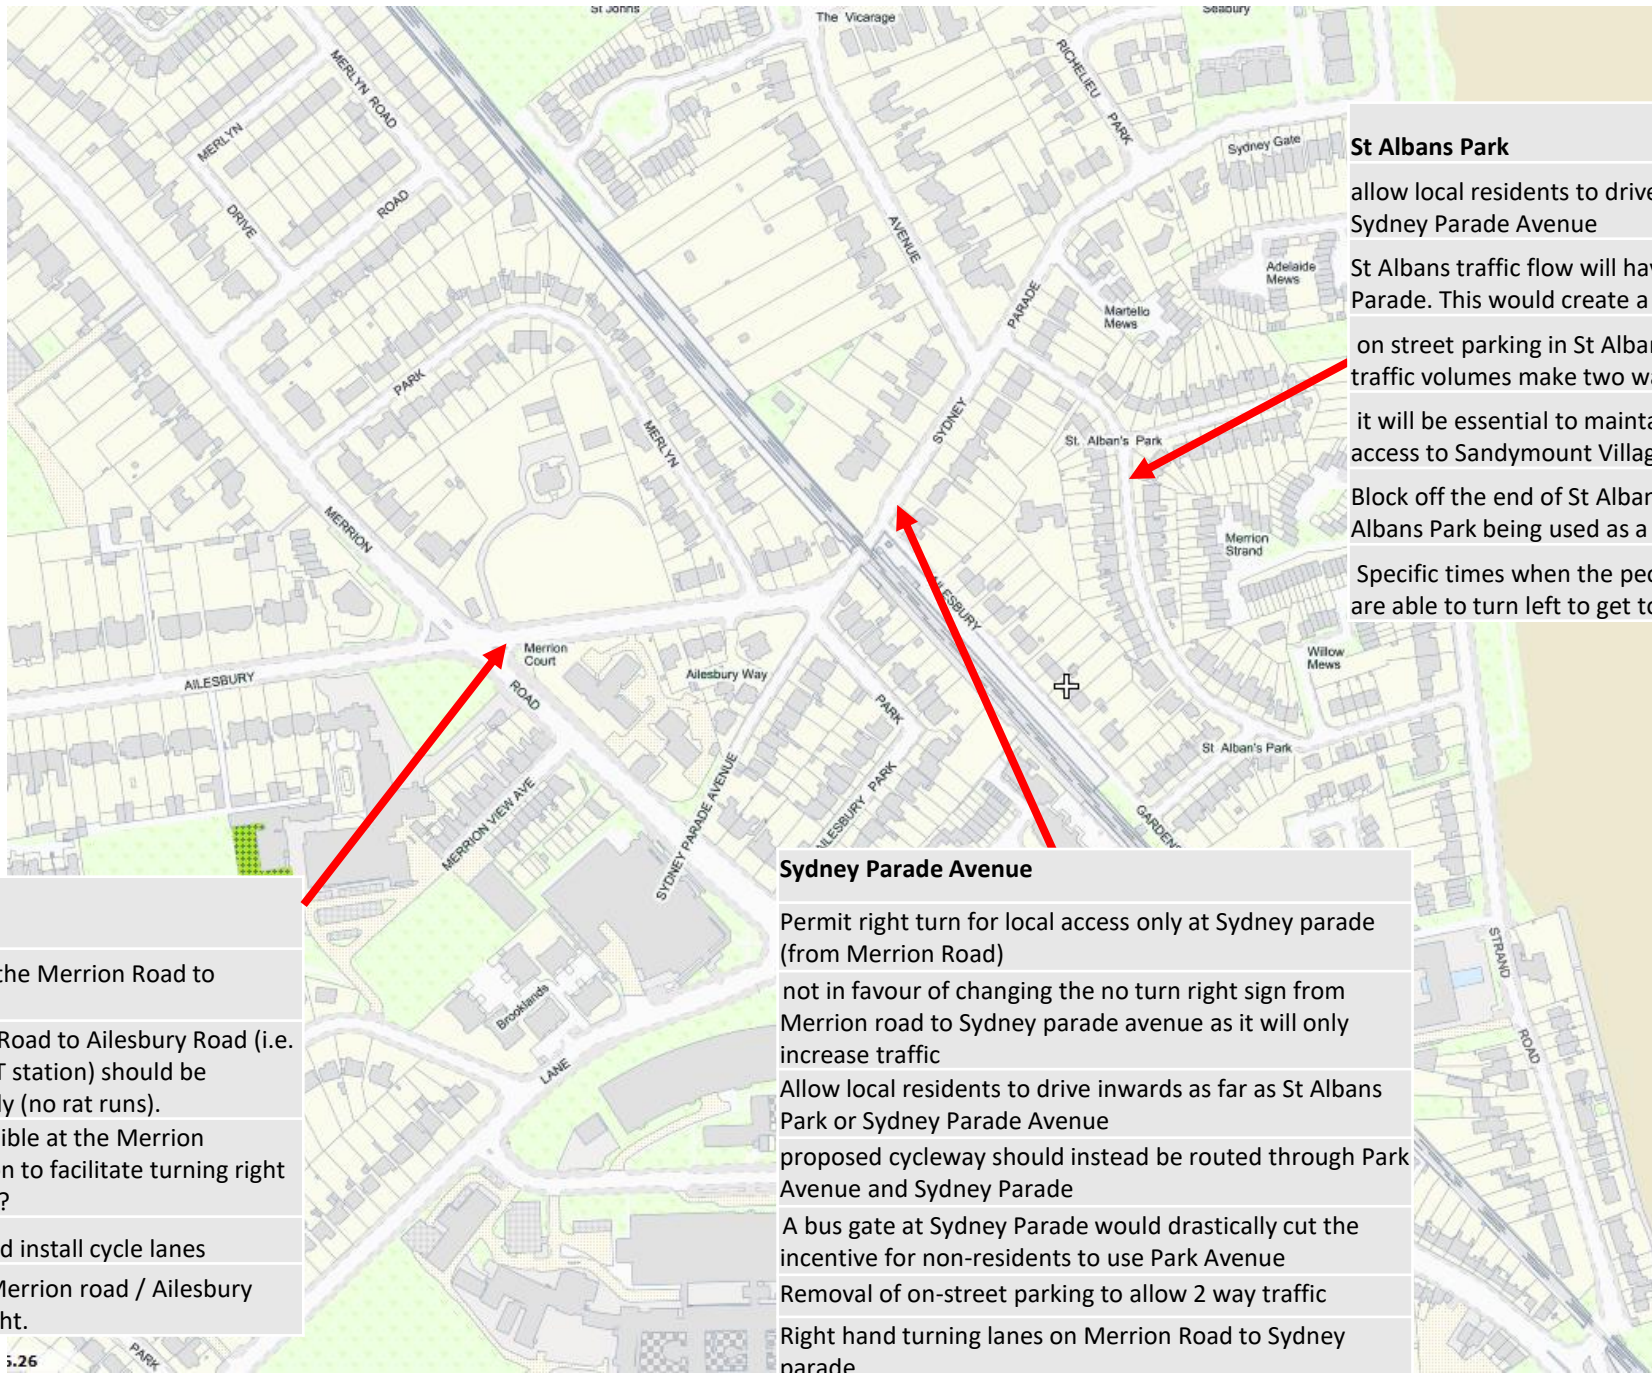 St Johns
The Vicarage
Seabury
MERLYN ROAD
RICHELIEU PARK
MERLYN
Sydney Gate
DRIVE
ROAD
AVENUE
Adelaide
Mews
PARADE
Martello
Mews
PARK
SYDNEY
MERLYN
St. Alban's Park
MERRION
Merrion
Strand
AILESBURY
Merrion
Court
Ailesbury Way
Willow
Mews
AILESBURY
ROAD
PARK
St Alban's Park
MERRION VIEW AVE
SYDNEY PARADE AVENUE
AILESBURY PARK
GARDENS
Brooklands
LANE
STRAND
ROAD
PARK
St Albans Park
allow local residents to drive
Sydney Parade Avenue
St Albans traffic flow will hav
Parade. This would create a
on street parking in St Alban
traffic volumes make two wa
it will be essential to mainta
access to Sandymount Villag
Block off the end of St Alban
Albans Park being used as a
Specific times when the peo
are able to turn left to get to
the Merrion Road to
Road to Ailesbury Road (i.e.
T station) should be
ly (no rat runs).
ible at the Merrion
on to facilitate turning right
?
d install cycle lanes
Merrion road / Ailesbury
ht.
5.26
Sydney Parade Avenue
Permit right turn for local access only at Sydney parade
(from Merrion Road)
not in favour of changing the no turn right sign from
Merrion road to Sydney parade avenue as it will only
increase traffic
Allow local residents to drive inwards as far as St Albans
Park or Sydney Parade Avenue
proposed cycleway should instead be routed through Park
Avenue and Sydney Parade
A bus gate at Sydney Parade would drastically cut the
incentive for non-residents to use Park Avenue
Removal of on-street parking to allow 2 way traffic
Right hand turning lanes on Merrion Road to Sydney
parade